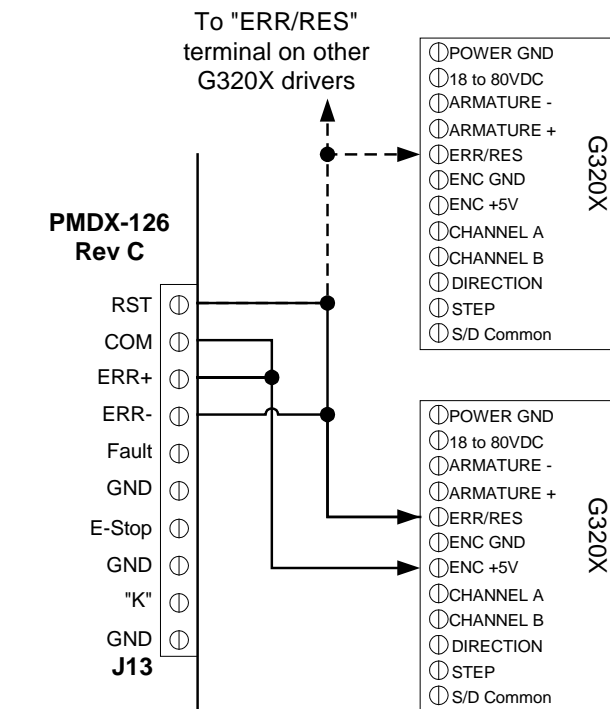 To "ERR/RES"
terminal on other
G320X drivers
POWER GND
18 to 80VDC
ARMATURE -
ARMATURE +
ERR/RES
ENC GND
ENC +5V
CHANNEL A
CHANNEL B
DIRECTION
STEP
S/D Common
G320X
PMDX-126
Rev C
RST
COM
ERR+
ERR-
Fault
GND
E-Stop
GND
"K"
GND
J13
POWER GND
18 to 80VDC
ARMATURE -
ARMATURE +
ERR/RES
ENC GND
ENC +5V
CHANNEL A
CHANNEL B
DIRECTION
STEP
S/D Common
G320X